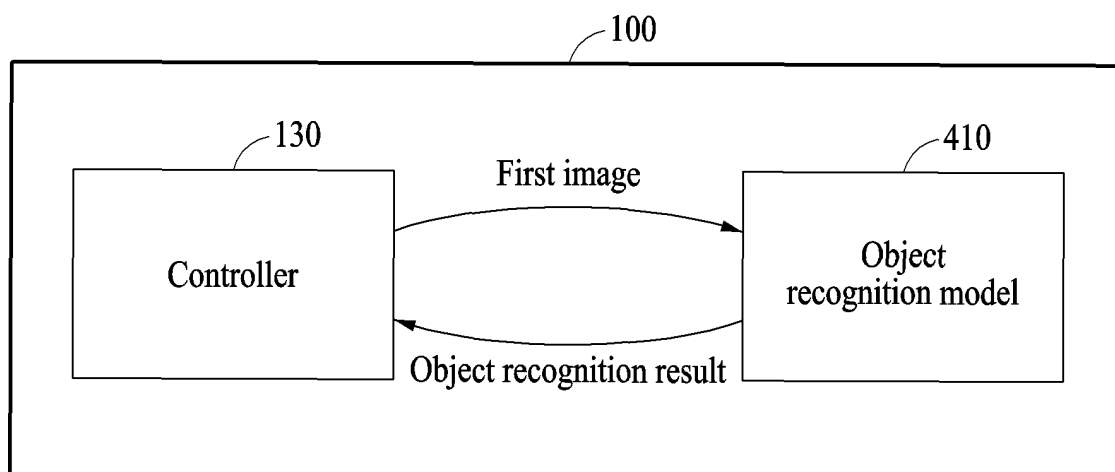 100
130
410
First image
Controller
Object
recognition model
Object recognition result